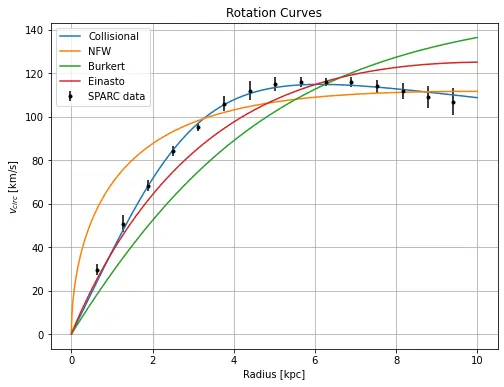 Rotation Curves
Collisional
NFW
Burkert
Einasto
SPARC data
v_circ [km/s]
140
120
100
80
60
40
20
0
0 2 4 6 8 10
Radius [kpc]